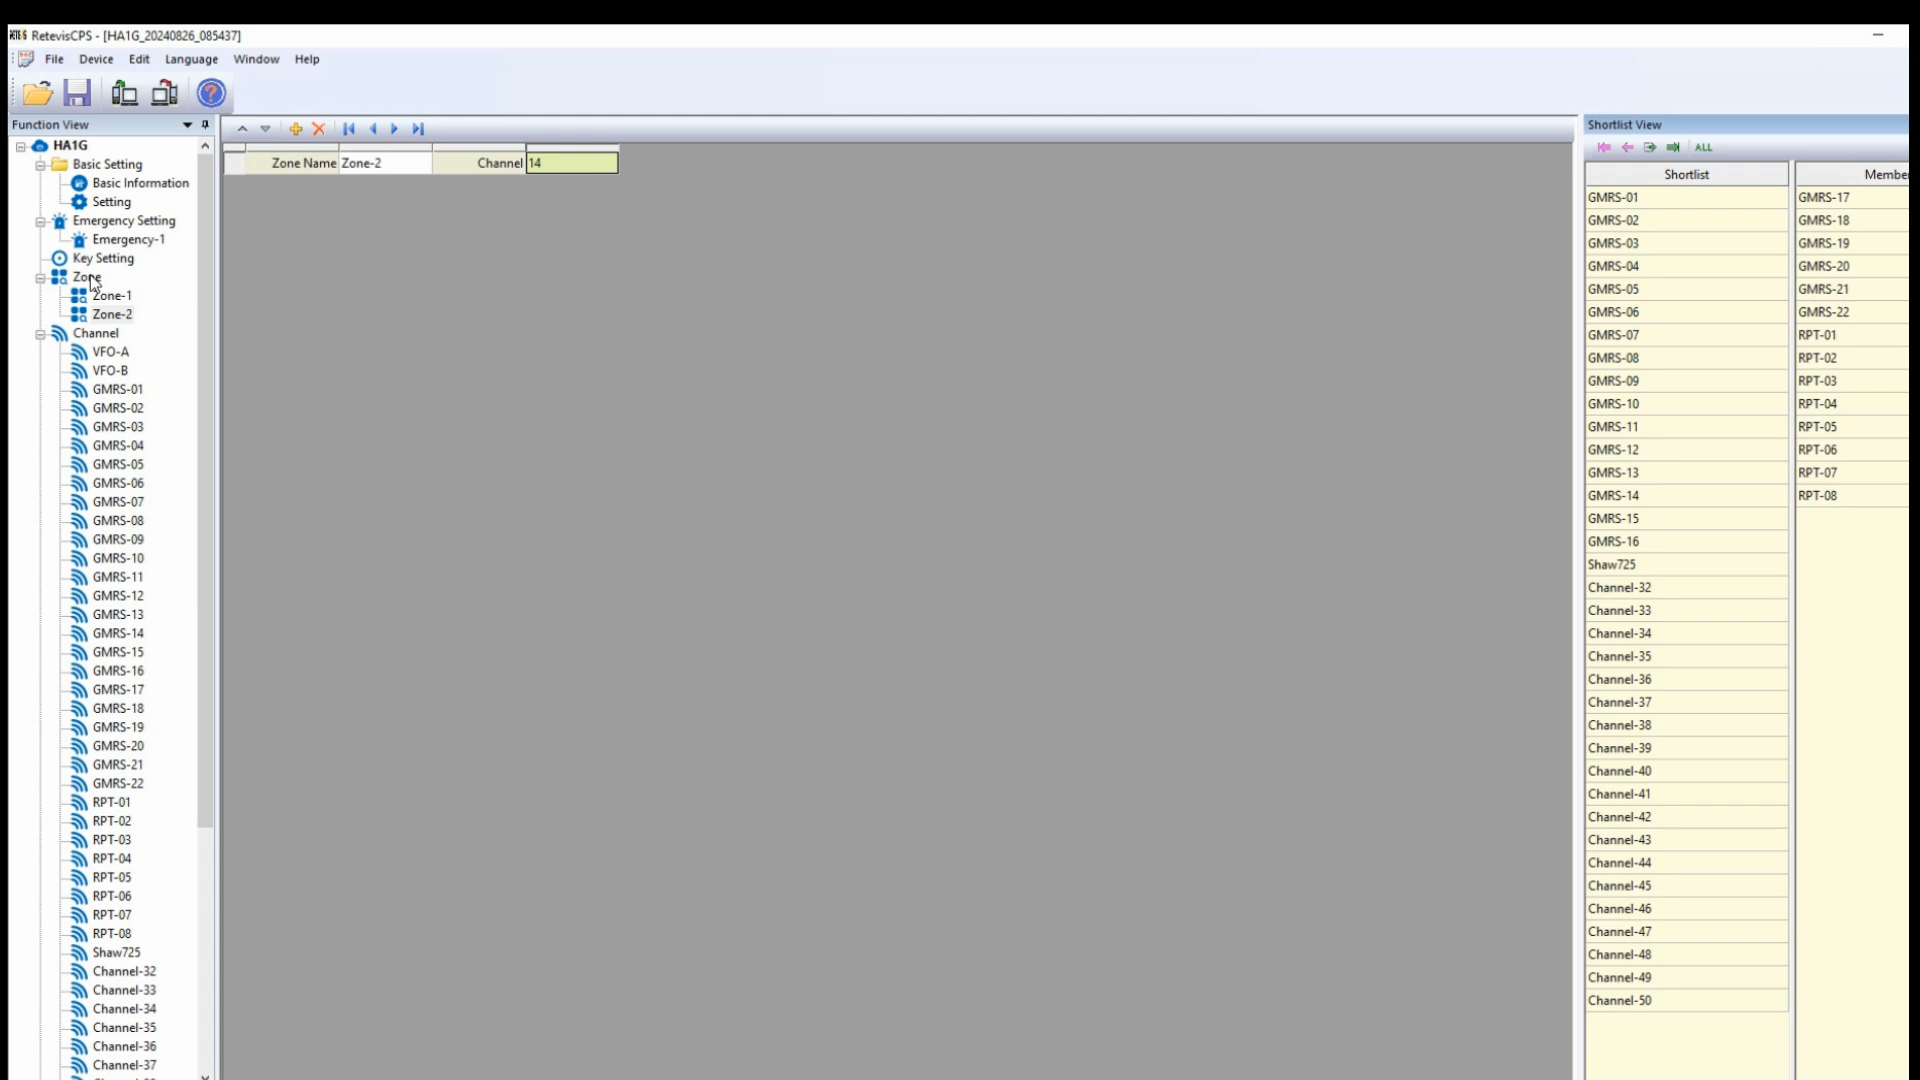 RetevisCPS - [HA1G_20240826_085437]
File Device Edit Language Window Help
Function View
HA1G
Basic Setting
Basic Information
Setting
Emergency Setting
Emergency-1
Key Setting
Zone
Zone-1
Zone-2
Channel
VFO-A
VFO-B
GMRS-01
GMRS-02
GMRS-03
GMRS-04
GMRS-05
GMRS-06
GMRS-07
GMRS-08
GMRS-09
GMRS-10
GMRS-11
GMRS-12
GMRS-13
GMRS-14
GMRS-15
GMRS-16
GMRS-17
GMRS-18
GMRS-19
GMRS-20
GMRS-21
GMRS-22
RPT-01
RPT-02
RPT-03
RPT-04
RPT-05
RPT-06
RPT-07
RPT-08
Shaw725
Channel-32
Channel-33
Channel-34
Channel-35
Channel-36
Channel-37
Zone Name Zone-2 Channel 14
Shortlist View
ALL
Shortlist
GMRS-01
GMRS-02
GMRS-03
GMRS-04
GMRS-05
GMRS-06
GMRS-07
GMRS-08
GMRS-09
GMRS-10
GMRS-11
GMRS-12
GMRS-13
GMRS-14
GMRS-15
GMRS-16
Shaw725
Channel-32
Channel-33
Channel-34
Channel-35
Channel-36
Channel-37
Channel-38
Channel-39
Channel-40
Channel-41
Channel-42
Channel-43
Channel-44
Channel-45
Channel-46
Channel-47
Channel-48
Channel-49
Channel-50
Membe
GMRS-17
GMRS-18
GMRS-19
GMRS-20
GMRS-21
GMRS-22
RPT-01
RPT-02
RPT-03
RPT-04
RPT-05
RPT-06
RPT-07
RPT-08